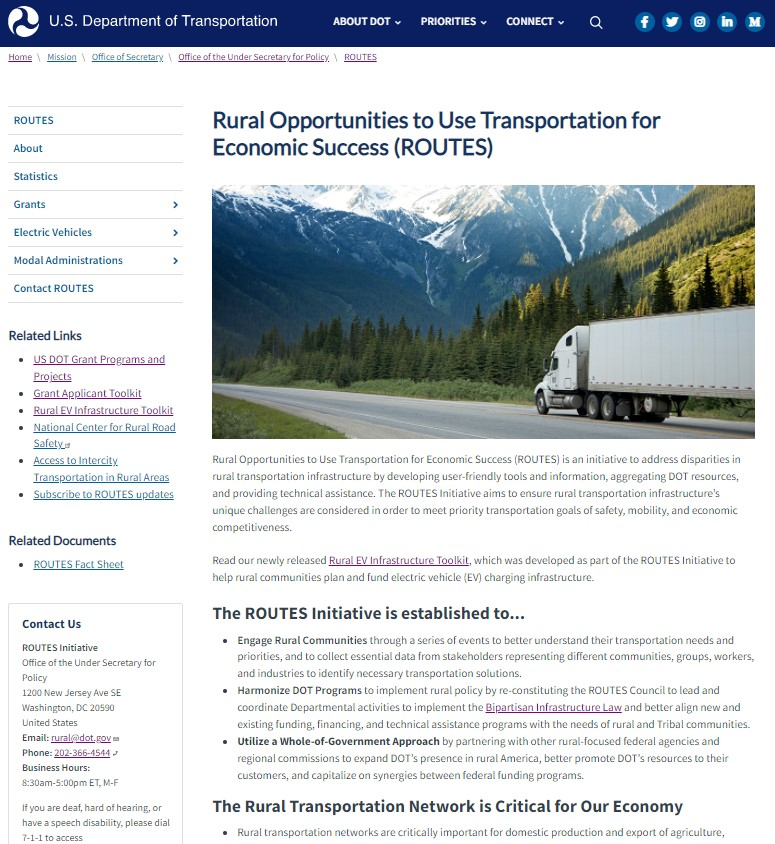 U.S. Department of Transportation
ABOUT DOT
PRIORITIES
CONNECT
Home \ Mission \ Office of Secretary \ Office of the Under Secretary for Policy \ ROUTES
ROUTES
About
Statistics
Grants
Electric Vehicles
Modal Administrations
Contact ROUTES
Related Links
US DOT Grant Programs and
Projects
Grant Applicant Toolkit
Rural EV Infrastructure Toolkit
National Center for Rural Road
Safety
Access to Intercity
Transportation in Rural Areas
Subscribe to ROUTES updates
Related Documents
ROUTES Fact Sheet
Contact Us
ROUTES Initiative
Office of the Under Secretary for
Policy
1200 New Jersey Ave SE
Washington, DC 20590
United States
Email: rural@dot.gov
Phone: 202-366-4544
Business Hours:
8:30am-5:00pm ET, M-F
If you are deaf, hard of hearing, or
have a speech disability, please dial
7-1-1 to access
Rural Opportunities to Use Transportation for
Economic Success (ROUTES)
Rural Opportunities to Use Transportation for Economic Success (ROUTES) is an initiative to address disparities in
rural transportation infrastructure by developing user-friendly tools and information, aggregating DOT resources,
and providing technical assistance. The ROUTES Initiative aims to ensure rural transportation infrastructure's
unique challenges are considered in order to meet priority transportation goals of safety, mobility, and economic
competitiveness.
Read our newly released Rural EV Infrastructure Toolkit, which was developed as part of the ROUTES Initiative to
help rural communities plan and fund electric vehicle (EV) charging infrastructure.
The ROUTES Initiative is established to...
Engage Rural Communities through a series of events to better understand their transportation needs and
priorities, and to collect essential data from stakeholders representing different communities, groups, workers,
and industries to identify necessary transportation solutions.
Harmonize DOT Programs to implement rural policy by re-constituting the ROUTES Council to lead and
coordinate Departmental activities to implement the Bipartisan Infrastructure Law and better align new and
existing funding, financing, and technical assistance programs with the needs of rural and Tribal communities.
Utilize a Whole-of-Government Approach by partnering with other rural-focused federal agencies and
regional commissions to expand DOT's presence in rural America, better promote DOT's resources to their
customers, and capitalize on synergies between federal funding programs.
The Rural Transportation Network is Critical for Our Economy
Rural transportation networks are critically important for domestic production and export of agriculture,